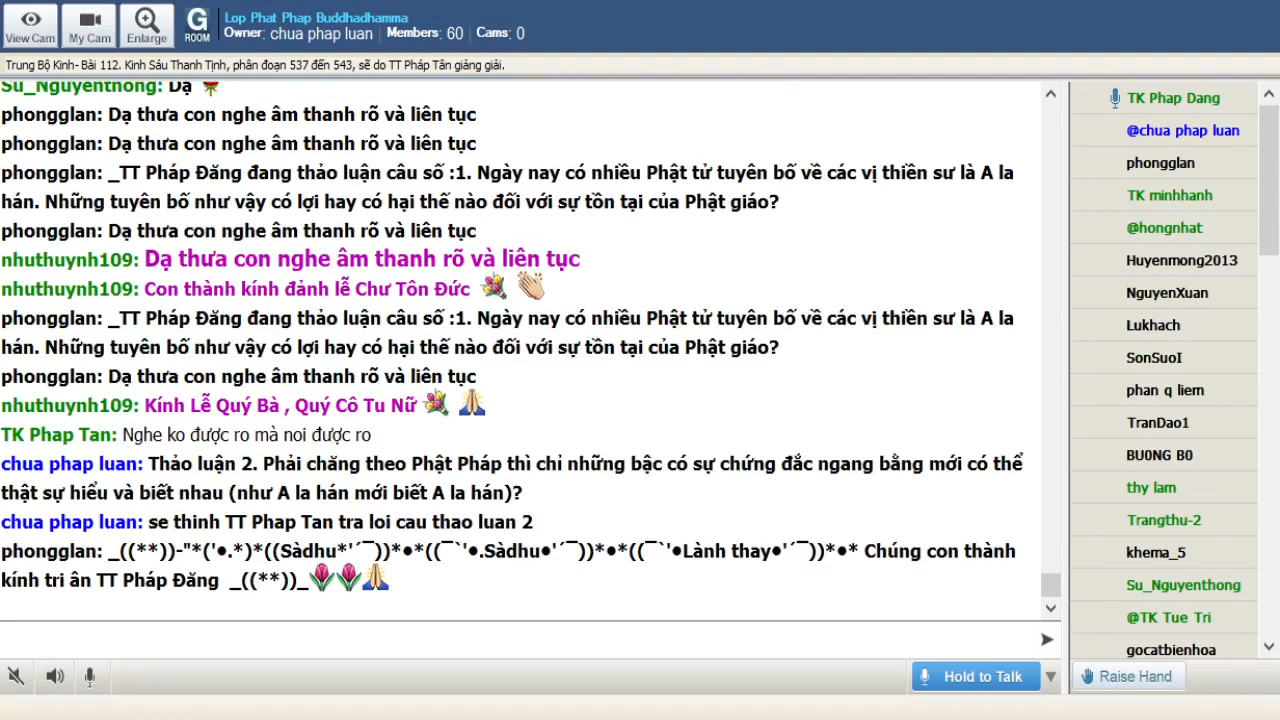 View Cam
My Cam
Enlarge
G
ROOM
Lop Phat Phap Buddhadhamma
Owner: chua phap luan | Members: 60 | Cams: 0
Trung Bộ Kinh- Bài 112. Kinh Sáu Thanh Tịnh, phân đoạn 537 đến 543, sẽ do TT Pháp Tân giảng giải.
Su_Nguyenthong: Dạ
phongglan: Dạ thưa con nghe âm thanh rõ và liên tục
phongglan: Dạ thưa con nghe âm thanh rõ và liên tục
phongglan: _TT Pháp Đăng đang thảo luận câu số :1. Ngày nay có nhiều Phật tử tuyên bố về các vị thiền sư là A la
hán. Những tuyên bố như vậy có lợi hay có hại thế nào đối với sự tồn tại của Phật giáo?
phongglan: Dạ thưa con nghe âm thanh rõ và liên tục
nhuthuynh109: Dạ thưa con nghe âm thanh rõ và liên tục
nhuthuynh109: Con thành kính đảnh lễ Chư Tôn Đức
phongglan: _TT Pháp Đăng đang thảo luận câu số :1. Ngày nay có nhiều Phật tử tuyên bố về các vị thiền sư là A la
hán. Những tuyên bố như vậy có lợi hay có hại thế nào đối với sự tồn tại của Phật giáo?
phongglan: Dạ thưa con nghe âm thanh rõ và liên tục
nhuthuynh109: Kính Lễ Quý Bà , Quý Cô Tu Nữ
TK Phap Tan: Nghe ko được ro mà noi được ro
chua phap luan: Thảo luận 2. Phải chăng theo Phật Pháp thì chỉ những bậc có sự chứng đắc ngang bằng mới có thể
thật sự hiểu và biết nhau (như A la hán mới biết A la hán)?
chua phap luan: se thinh TT Phap Tan tra loi cau thao luan 2
phongglan: _((**))-"*('•.*)*((Sàdhu*'´¯))*•*((¯`'•.Sàdhu•'´¯))*•*((¯`'•Lành thay•'´¯))*•* Chúng con thành
kính tri ân TT Pháp Đăng _((**))_
TK Phap Dang
@chua phap luan
phongglan
TK minhhanh
@hongnhat
Huyenmong2013
NguyenXuan
Lukhach
SonSuoI
phan q liem
TranDao1
BU0NG B0
thy lam
Trangthu-2
khema_5
Su_Nguyenthong
@TK Tue Tri
gocatbienhoa
Hold to Talk
Raise Hand